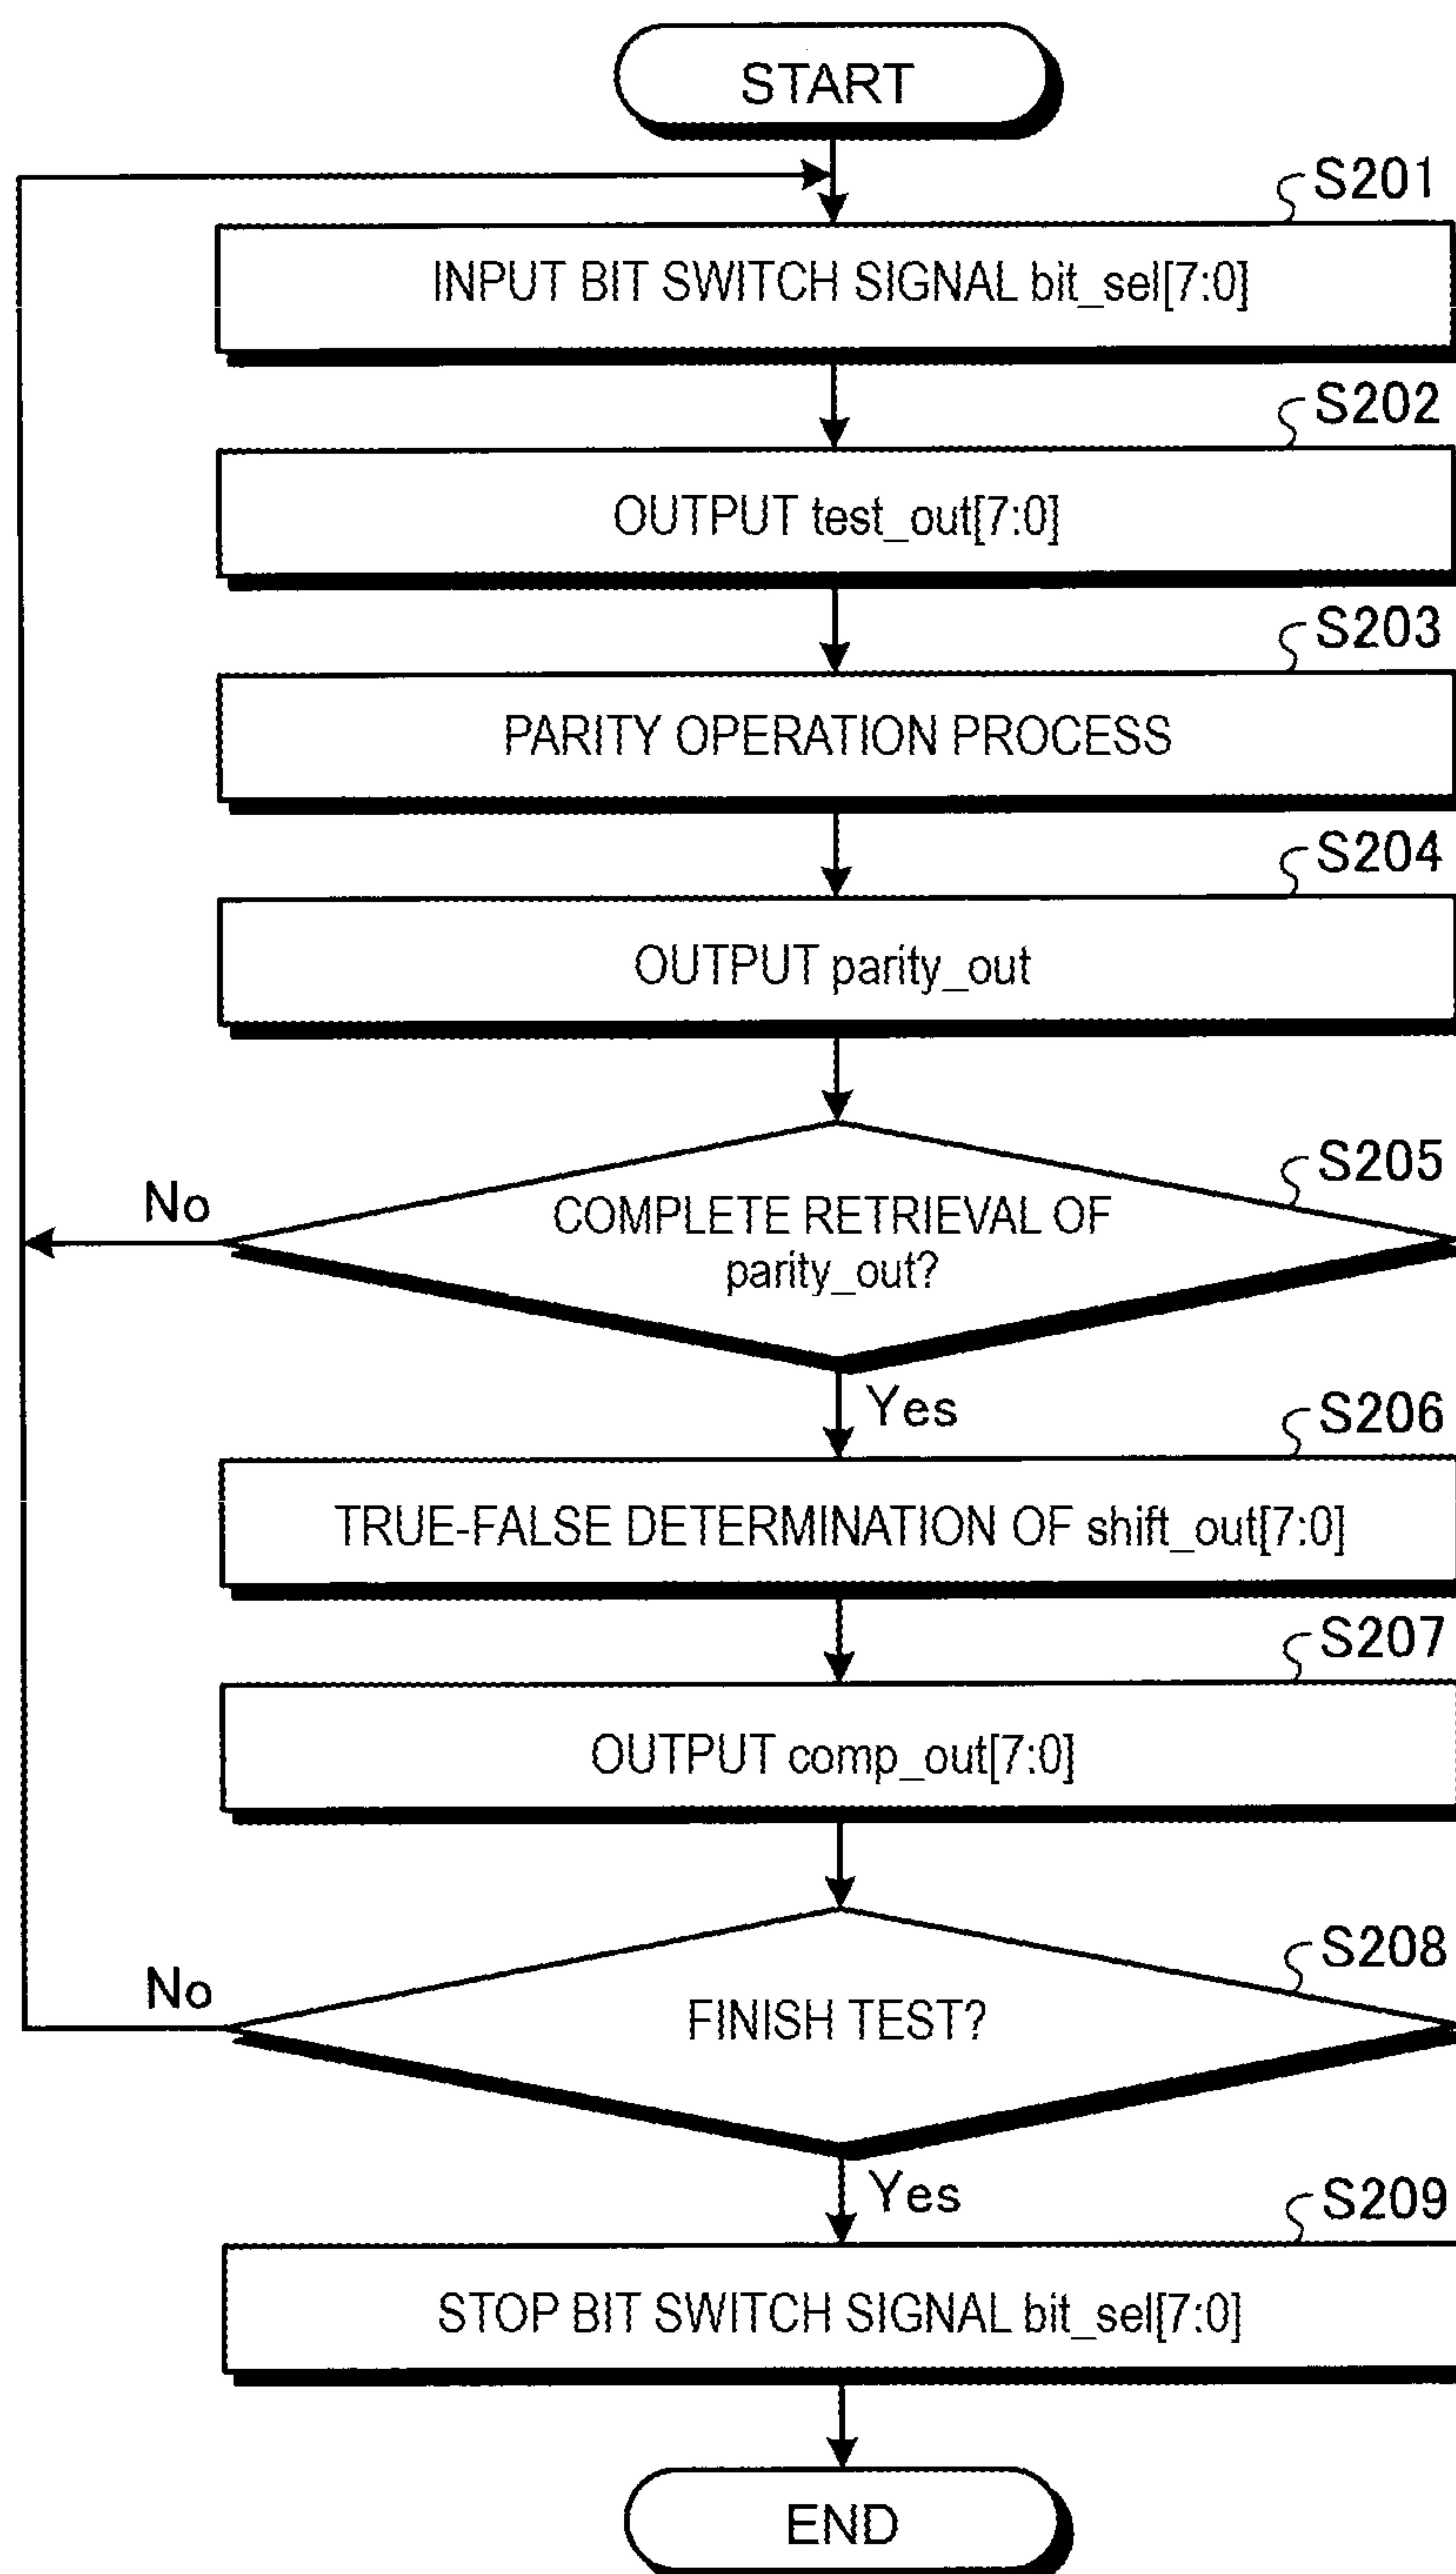 START
S201
INPUT BIT SWITCH SIGNAL bit_sel[7:0]
S202
OUTPUT test_out[7:0]
S203
PARITY OPERATION PROCESS
S204
OUTPUT parity_out
S205
No
COMPLETE RETRIEVAL OF
parity_out?
Yes
S206
TRUE-FALSE DETERMINATION OF shift_out[7:0]
S207
OUTPUT comp_out[7:0]
S208
No
FINISH TEST?
Yes
S209
STOP BIT SWITCH SIGNAL bit_sel[7:0]
END